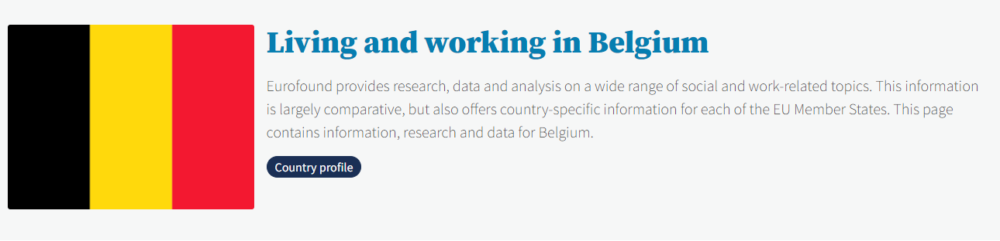 Living and working in Belgium
Eurofound provides research, data and analysis on a wide range of social and work-related topics. This information
is largely comparative, but also offers country-specific information for each of the EU Member States. This page
contains information, research and data for Belgium.
Country profile